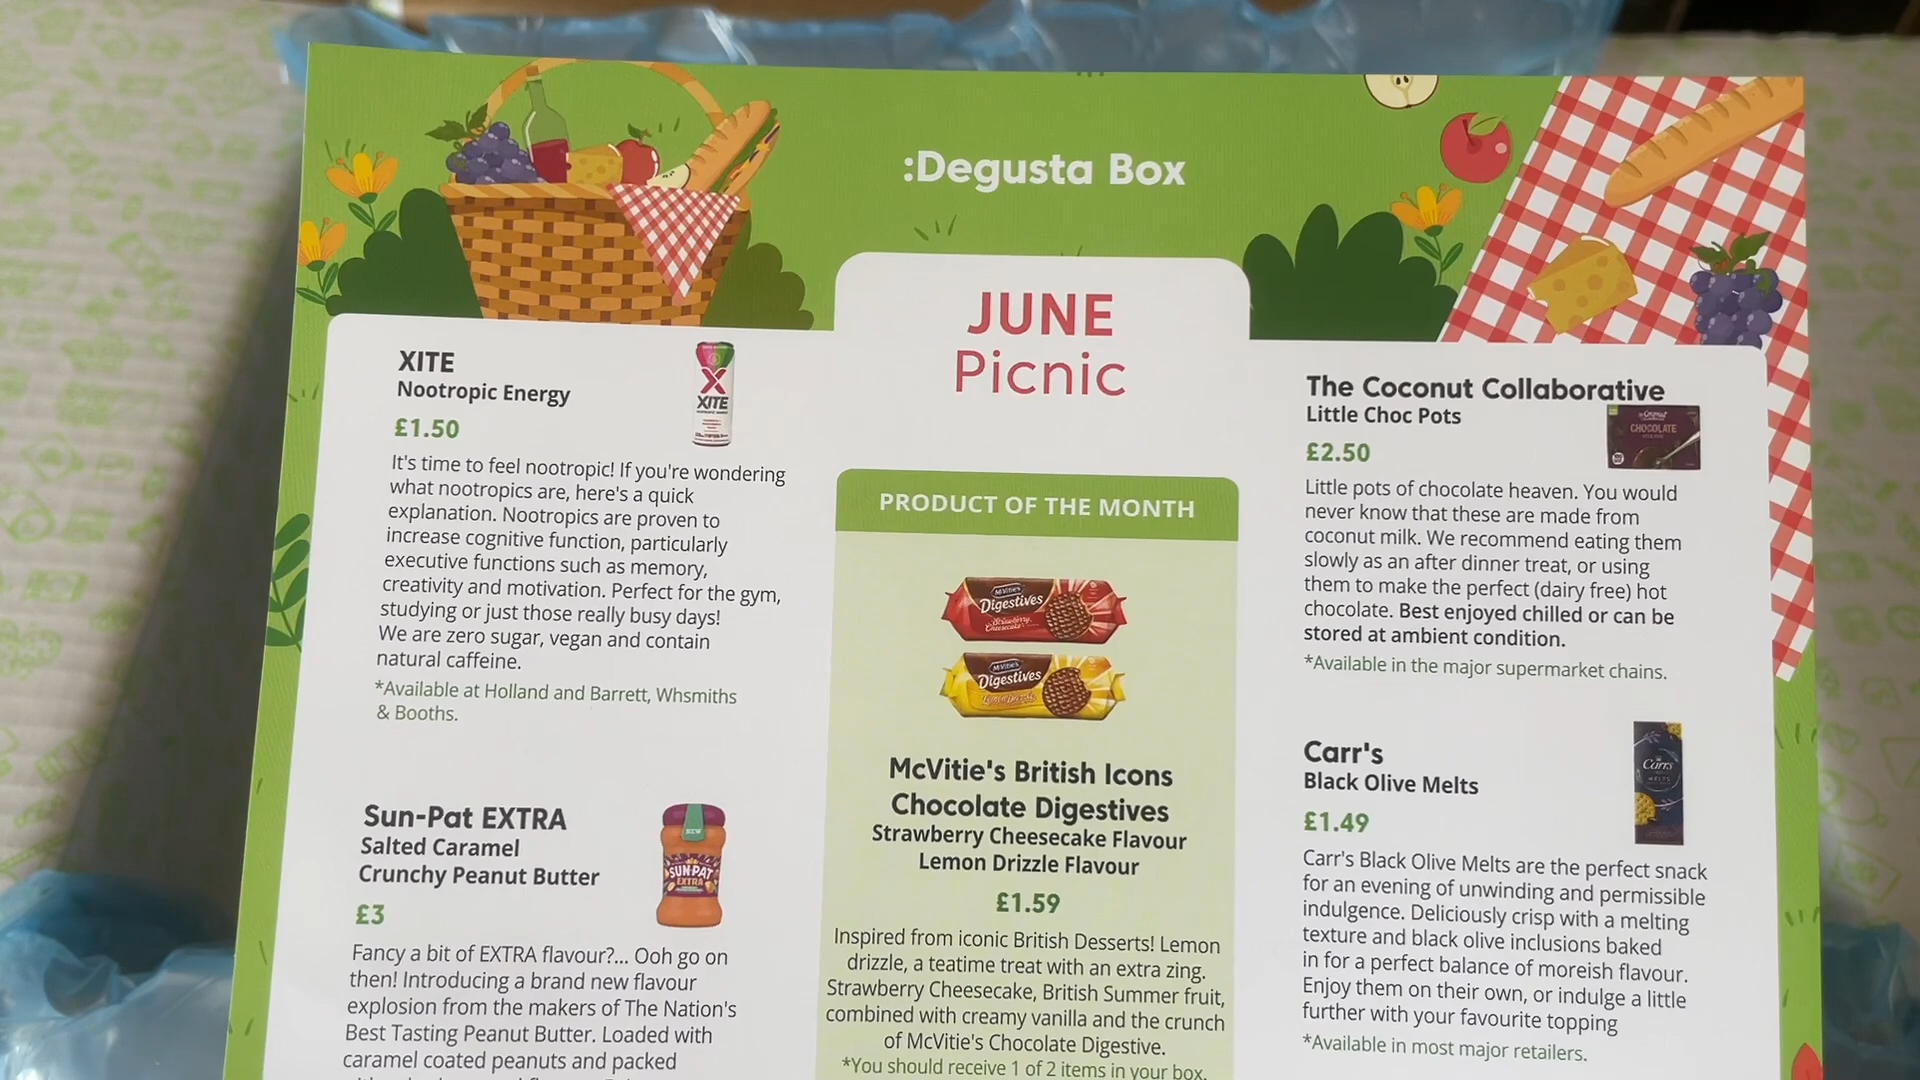 :Degusta Box
JUNE
Picnic
XITE
Nootropic Energy
£1.50
X
XITE
It's time to feel nootropic! If you're wondering
what nootropics are, here's a quick
explanation. Nootropics are proven to
increase cognitive function, particularly
executive functions such as memory,
creativity and motivation. Perfect for the gym,
studying or just those really busy days!
We are zero sugar, vegan and contain
natural caffeine.
*Available at Holland and Barrett, Whsmiths
& Booths.
Sun-Pat EXTRA
Salted Caramel
Crunchy Peanut Butter
£3
NEW
SUN-PAT
EXTRA
Fancy a bit of EXTRA flavour?... Ooh go on
then! Introducing a brand new flavour
explosion from the makers of The Nation's
Best Tasting Peanut Butter. Loaded with
caramel coated peanuts and packed
PRODUCT OF THE MONTH
McVitie's
Digestives
Strawberry
Cheesecake
McVitie's
Digestives
Lemon Drizzle
McVitie's British Icons
Chocolate Digestives
Strawberry Cheesecake Flavour
Lemon Drizzle Flavour
£1.59
Inspired from iconic British Desserts! Lemon
drizzle, a teatime treat with an extra zing.
Strawberry Cheesecake, British Summer fruit,
combined with creamy vanilla and the crunch
of McVitie's Chocolate Digestive.
*You should receive 1 of 2 items in your box.
The Coconut Collaborative
Little Choc Pots
£2.50
CHOCOLATE
Little pots of chocolate heaven. You would
never know that these are made from
coconut milk. We recommend eating them
slowly as an after dinner treat, or using
them to make the perfect (dairy free) hot
chocolate. Best enjoyed chilled or can be
stored at ambient condition.
*Available in the major supermarket chains.
Carr's
Black Olive Melts
£1.49
Carr's
MELTS
Carr's Black Olive Melts are the perfect snack
for an evening of unwinding and permissible
indulgence. Deliciously crisp with a melting
texture and black olive inclusions baked
in for a perfect balance of moreish flavour.
Enjoy them on their own, or indulge a little
further with your favourite topping
*Available in most major retailers.